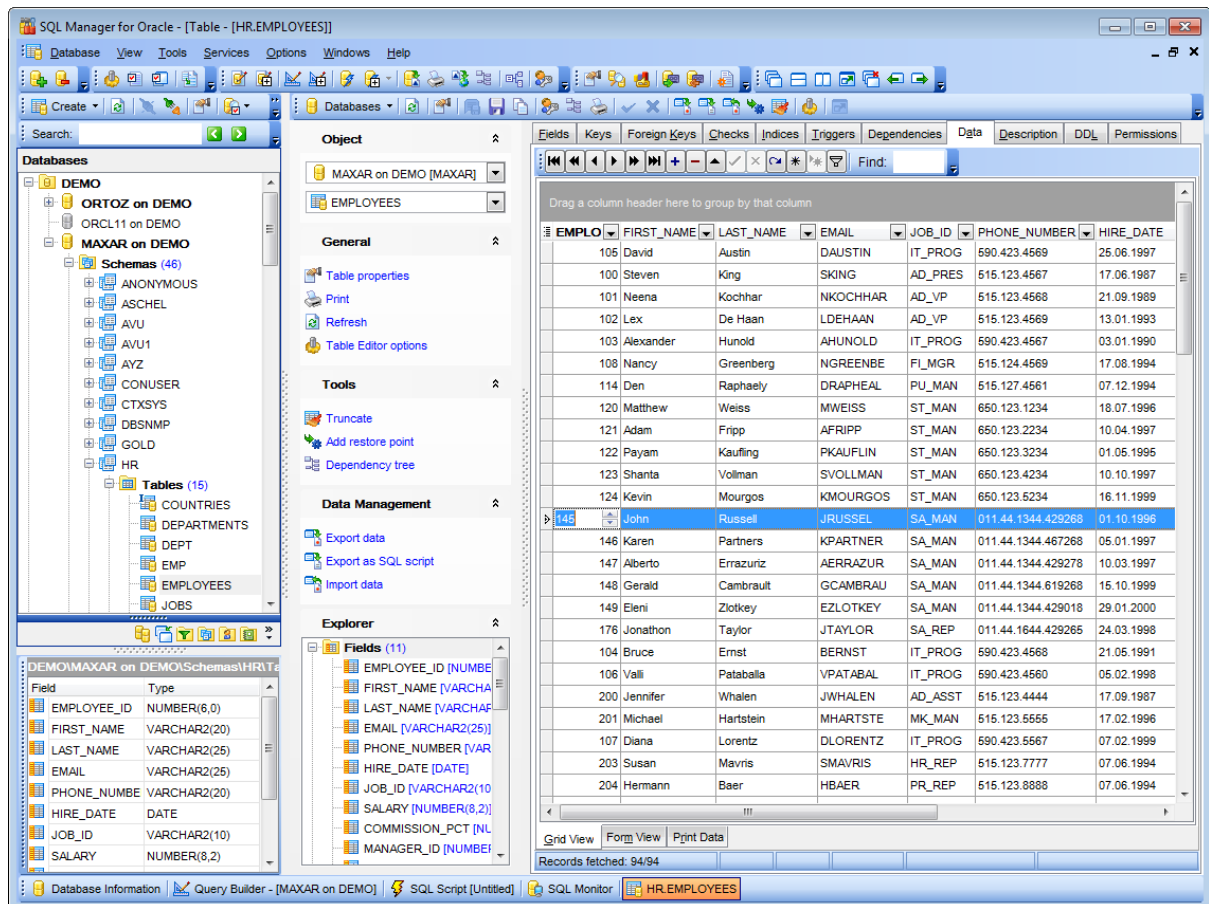 SQL Manager for Oracle - [Table - [HR.EMPLOYEES]]
Database View Tools Services Options Windows Help
Create Databases
Search:
Databases
DEMO
ORTOZ on DEMO
ORCL11 on DEMO
MAXAR on DEMO
Schemas (46)
ANONYMOUS
ASCHEL
AVU
AVU1
AYZ
CONUSER
CTXSYS
DBSNMP
GOLD
HR
Tables (15)
COUNTRIES
DEPARTMENTS
DEPT
EMP
EMPLOYEES
JOBS
DEMO\MAXAR on DEMO\Schemas\HR\Ta
Field Type
EMPLOYEE_ID NUMBER(6,0)
FIRST_NAME VARCHAR2(20)
LAST_NAME VARCHAR2(25)
EMAIL VARCHAR2(25)
PHONE_NUMBE VARCHAR2(20)
HIRE_DATE DATE
JOB_ID VARCHAR2(10)
SALARY NUMBER(8,2)
Object
MAXAR on DEMO [MAXAR]
EMPLOYEES
General
Table properties
Print
Refresh
Table Editor options
Tools
Truncate
Add restore point
Dependency tree
Data Management
Export data
Export as SQL script
Import data
Explorer
Fields (11)
EMPLOYEE_ID [NUMBE
FIRST_NAME [VARCHA
LAST_NAME [VARCHAR
EMAIL [VARCHAR2(25)]
PHONE_NUMBER [VAR
HIRE_DATE [DATE]
JOB_ID [VARCHAR2(10
SALARY [NUMBER(8,2)]
COMMISSION_PCT [NU
MANAGER_ID [NUMBER
Fields Keys Foreign Keys Checks Indices Triggers Dependencies Data Description DDL Permissions
Find:
Drag a column header here to group by that column
EMPLO FIRST_NAME LAST_NAME EMAIL JOB_ID PHONE_NUMBER HIRE_DATE
105 David Austin DAUSTIN IT_PROG 590.423.4569 25.06.1997
100 Steven King SKING AD_PRES 515.123.4567 17.06.1987
101 Neena Kochhar NKOCHHAR AD_VP 515.123.4568 21.09.1989
102 Lex De Haan LDEHAAN AD_VP 515.123.4569 13.01.1993
103 Alexander Hunold AHUNOLD IT_PROG 590.423.4567 03.01.1990
108 Nancy Greenberg NGREENBE FI_MGR 515.124.4569 17.08.1994
114 Den Raphaely DRAPHEAL PU_MAN 515.127.4561 07.12.1994
120 Matthew Weiss MWEISS ST_MAN 650.123.1234 18.07.1996
121 Adam Fripp AFRIPP ST_MAN 650.123.2234 10.04.1997
122 Payam Kaufling PKAUFLIN ST_MAN 650.123.3234 01.05.1995
123 Shanta Vollman SVOLLMAN ST_MAN 650.123.4234 10.10.1997
124 Kevin Mourgos KMOURGOS ST_MAN 650.123.5234 16.11.1999
145 John Russell JRUSSEL SA_MAN 011.44.1344.429268 01.10.1996
146 Karen Partners KPARTNER SA_MAN 011.44.1344.467268 05.01.1997
147 Alberto Errazuriz AERRAZUR SA_MAN 011.44.1344.429278 10.03.1997
148 Gerald Cambrault GCAMBRAU SA_MAN 011.44.1344.619268 15.10.1999
149 Eleni Zlotkey EZLOTKEY SA_MAN 011.44.1344.429018 29.01.2000
176 Jonathon Taylor JTAYLOR SA_REP 011.44.1644.429265 24.03.1998
104 Bruce Ernst BERNST IT_PROG 590.423.4568 21.05.1991
106 Valli Pataballa VPATABAL IT_PROG 590.423.4560 05.02.1998
200 Jennifer Whalen JWHALEN AD_ASST 515.123.4444 17.09.1987
201 Michael Hartstein MHARTSTE MK_MAN 515.123.5555 17.02.1996
107 Diana Lorentz DLORENTZ IT_PROG 590.423.5567 07.02.1999
203 Susan Mavris SMAVRIS HR_REP 515.123.7777 07.06.1994
204 Hermann Baer HBAER PR_REP 515.123.8888 07.06.1994
Grid View Form View Print Data
Records fetched: 94/94
Database Information Query Builder - [MAXAR on DEMO] SQL Script [Untitled] SQL Monitor HR.EMPLOYEES